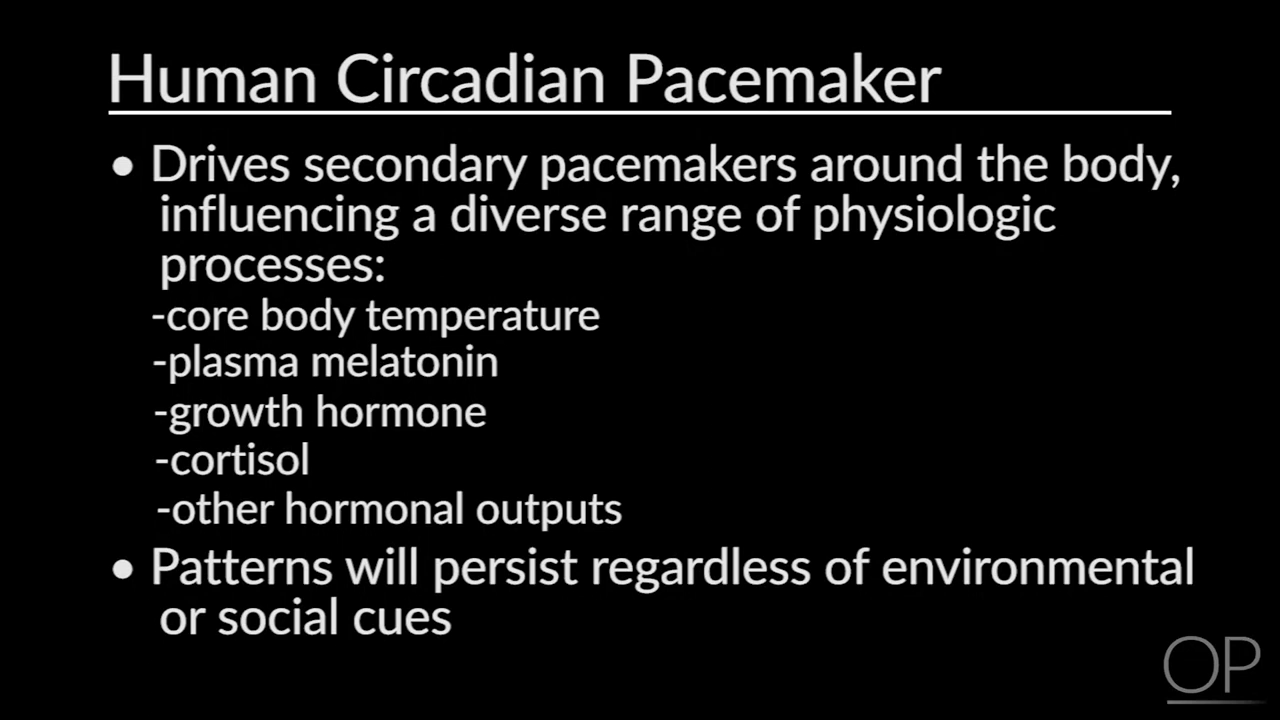 Human Circadian Pacemaker
• Drives secondary pacemakers around the body,
influencing a diverse range of physiologic
processes:
-core body temperature
-plasma melatonin
-growth hormone
-cortisol
-other hormonal outputs
• Patterns will persist regardless of environmental
or social cues
OP